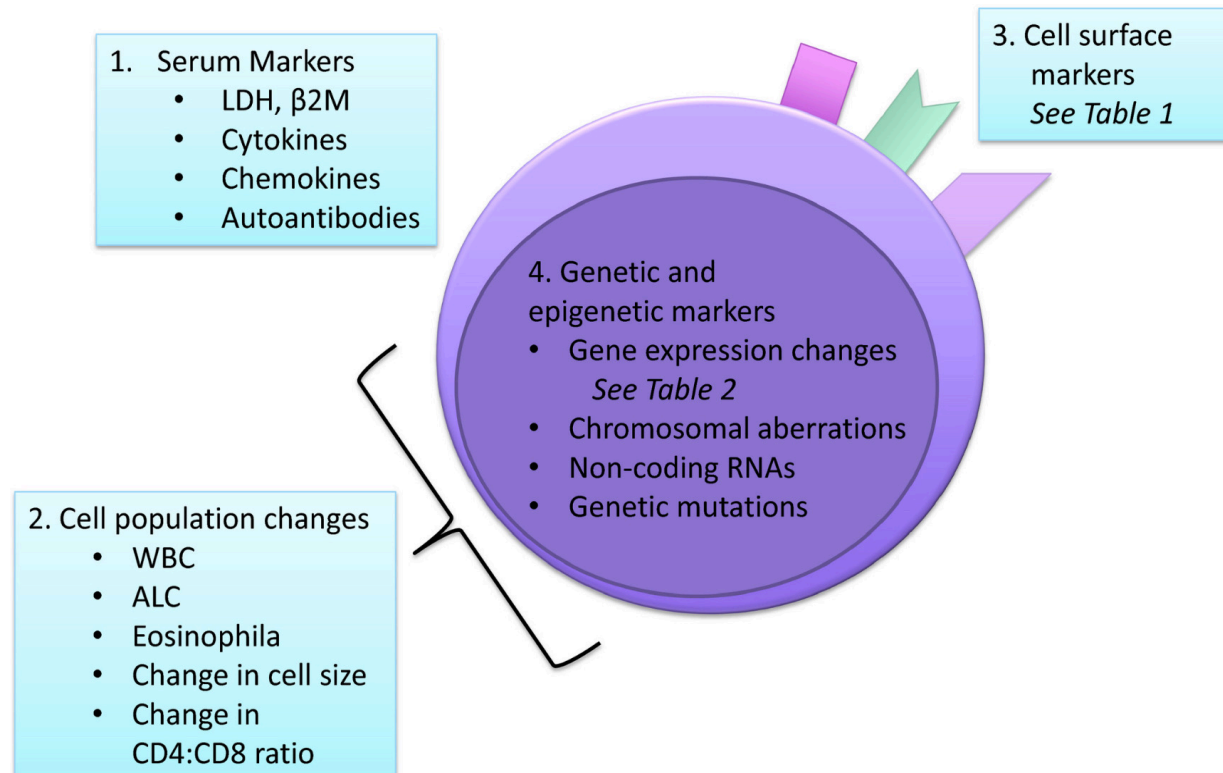 1. Serum Markers
• LDH, β2M
• Cytokines
• Chemokines
• Autoantibodies
2. Cell population changes
• WBC
• ALC
• Eosinophila
• Change in cell size
• Change in
CD4:CD8 ratio
3. Cell surface
markers
See Table 1
4. Genetic and
epigenetic markers
• Gene expression changes
See Table 2
• Chromosomal aberrations
• Non-coding RNAs
• Genetic mutations